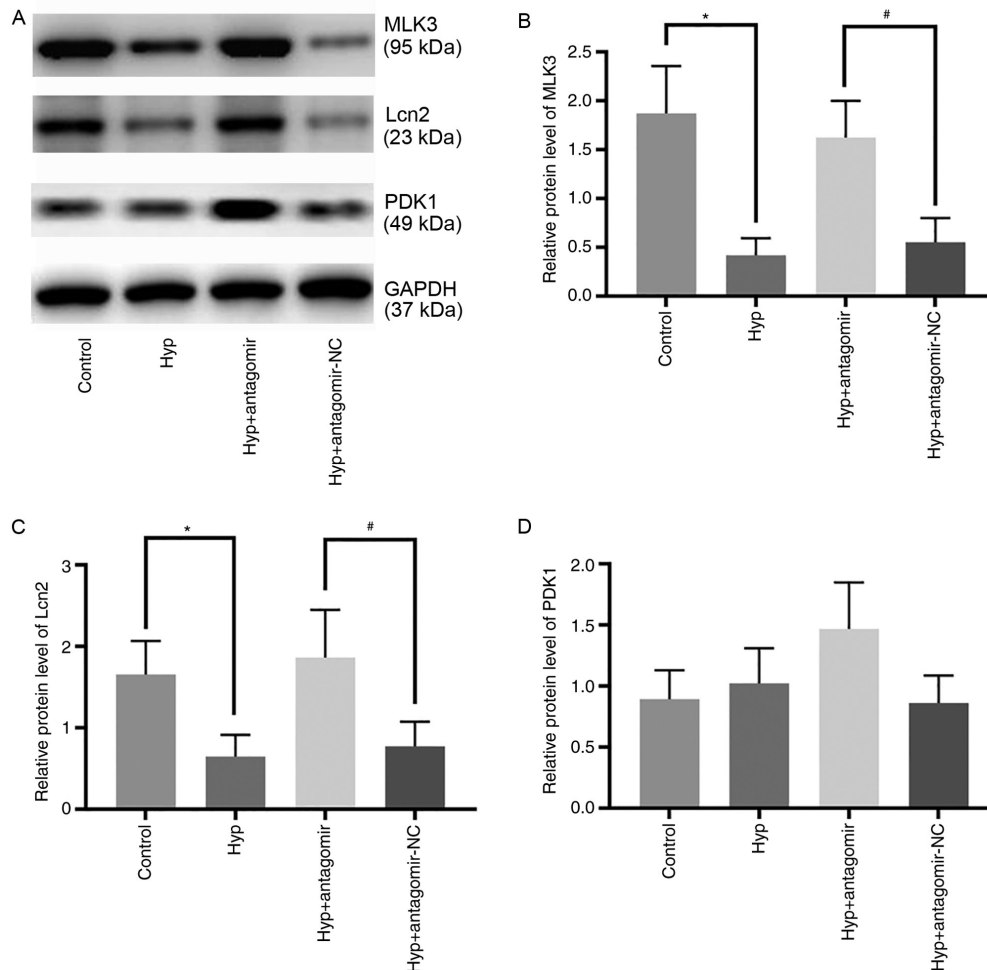 A
MLK3
(95 kDa)
Lcn2
(23 kDa)
PDK1
(49 kDa)
GAPDH
(37 kDa)
Control
Hyp
Hyp+antagomir
Hyp+antagomir-NC
B
*
#
Relative protein level of MLK3
2.5
2.0
1.5
1.0
0.5
0.0
Control
Hyp
Hyp+antagomir
Hyp+antagomir-NC
C
*
#
Relative protein level of Lcn2
3
2
1
0
Control
Hyp
Hyp+antagomir
Hyp+antagomir-NC
D
Relative protein level of PDK1
2.0
1.5
1.0
0.5
0.0
Control
Hyp
Hyp+antagomir
Hyp+antagomir-NC